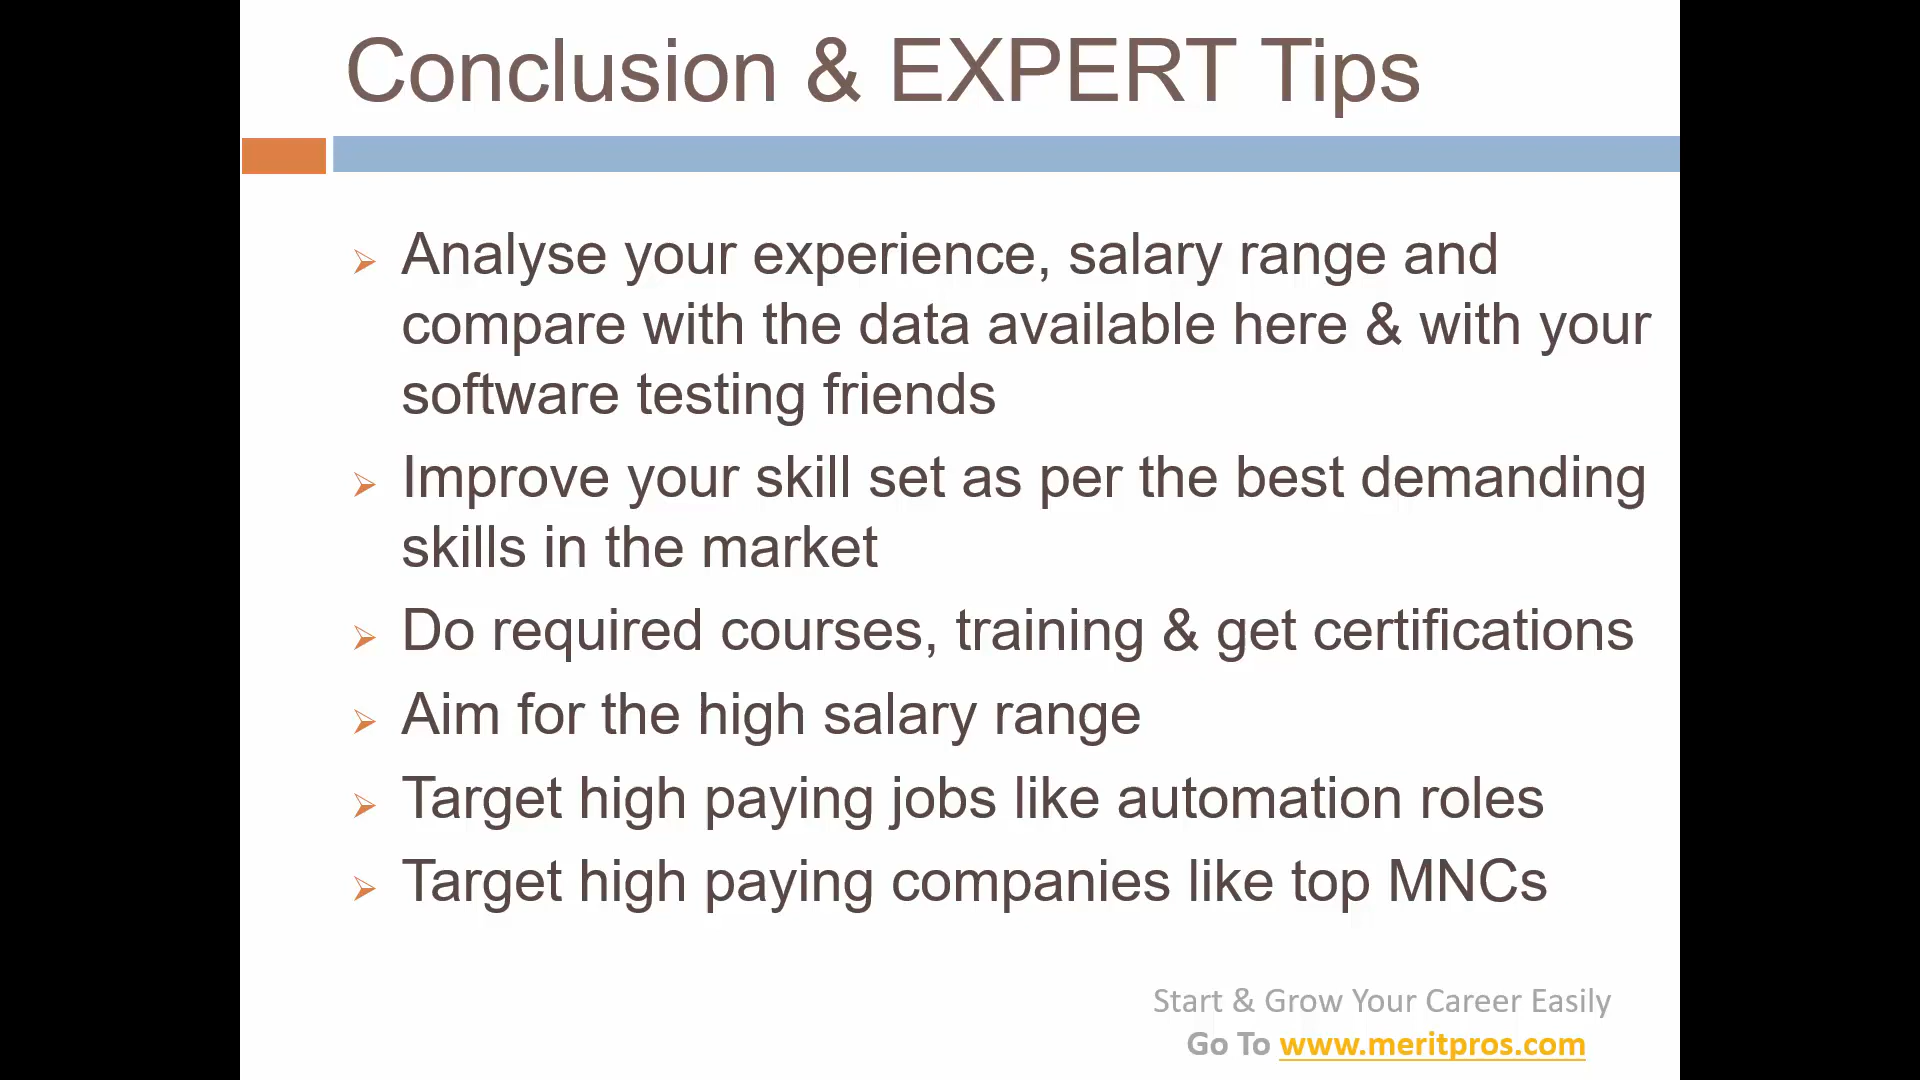 Conclusion & EXPERT Tips
Analyse your experience, salary range and
compare with the data available here & with your
software testing friends
Improve your skill set as per the best demanding
skills in the market
Do required courses, training & get certifications
Aim for the high salary range
Target high paying jobs like automation roles
Target high paying companies like top MNCs
Start & Grow Your Career Easily
Go To www.meritpros.com